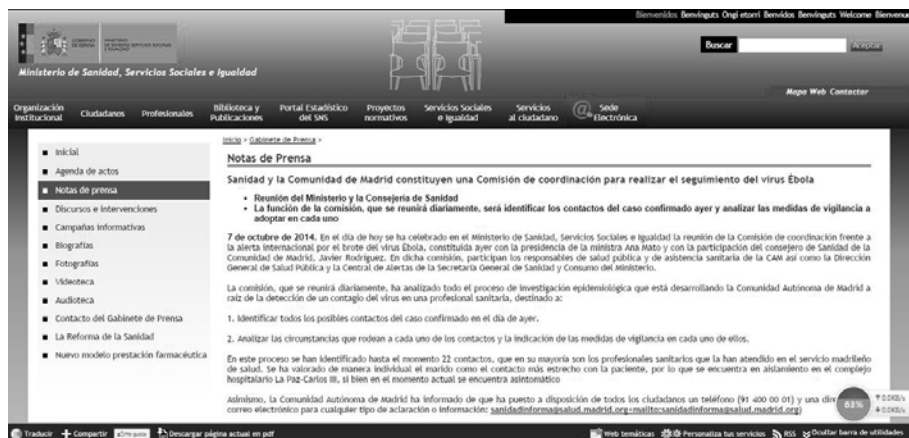 Bienvenidos Benvinguts Ongi etorri Benvidos Benvinguts Welcome Bienvenue
GOBIERNO DE ESPAÑA
MINISTERIO DE SANIDAD, SERVICIOS SOCIALES E IGUALDAD
Buscar
Aceptar
Ministerio de Sanidad, Servicios Sociales e Igualdad
Mapa Web Contactar
Organización Institucional
Ciudadanos
Profesionales
Biblioteca y Publicaciones
Portal Estadístico del SNS
Proyectos normativos
Servicios Sociales e Igualdad
Servicios al ciudadano
@ Sede Electrónica
Inicio > Gabinete de Prensa >
Inicial
Agenda de actos
Notas de prensa
Discursos e intervenciones
Campañas informativas
Biografías
Fotografías
Videoteca
Audioteca
Contacto del Gabinete de Prensa
La Reforma de la Sanidad
Nuevo modelo prestación farmacéutica
Notas de Prensa
Sanidad y la Comunidad de Madrid constituyen una Comisión de coordinación para realizar el seguimiento del virus Ébola
Reunión del Ministerio y la Consejería de Sanidad
La función de la comisión, que se reunirá diariamente, será identificar los contactos del caso confirmado ayer y analizar las medidas de vigilancia a
adoptar en cada uno
7 de octubre de 2014. En el día de hoy se ha celebrado en el Ministerio de Sanidad, Servicios Sociales e Igualdad la reunión de la Comisión de coordinación frente a
la alerta internacional por el brote del virus Ébola, constituida ayer con la presidencia de la ministra Ana Mato y con la participación del consejero de Sanidad de la
Comunidad de Madrid, Javier Rodríguez. En dicha comisión, participan los responsables de salud pública y de asistencia sanitaria de la CAM así como la Dirección
General de Salud Pública y la Central de Alertas de la Secretaría General de Sanidad y Consumo del Ministerio.
La comisión, que se reunirá diariamente, ha analizado todo el proceso de investigación epidemiológica que está desarrollando la Comunidad Autónoma de Madrid a
raíz de la detección de un contagio del virus en una profesional sanitaria, destinado a:
1. Identificar todos los posibles contactos del caso confirmado en el día de ayer.
2. Analizar las circunstancias que rodean a cada uno de los contactos y la indicación de las medidas de vigilancia en cada uno de ellos.
En este proceso se han identificado hasta el momento 22 contactos, que en su mayoría son los profesionales sanitarios que la han atendido en el servicio madrileño
de salud. Se ha valorado de manera individual el marido como el contacto más estrecho con la paciente, por lo que se encuentra en aislamiento en el complejo
hospitalario La Paz-Carlos III, si bien en el momento actual se encuentra asintomático
Asimismo, la Comunidad Autónoma de Madrid ha informado de que ha puesto a disposición de todos los ciudadanos un teléfono (91 400 00 01) y una dire
correo electrónico para cualquier tipo de aclaración o información: sanidadinforma@salud.madrid.org<mailto:sanidadinforma@salud.madrid.org)
63%
0.0KB/s
0.0KB/s
Traducir
Compartir
Descargar página actual en pdf
Web temáticas
Personaliza tus servicios
RSS
Ocultar barra de utilidades